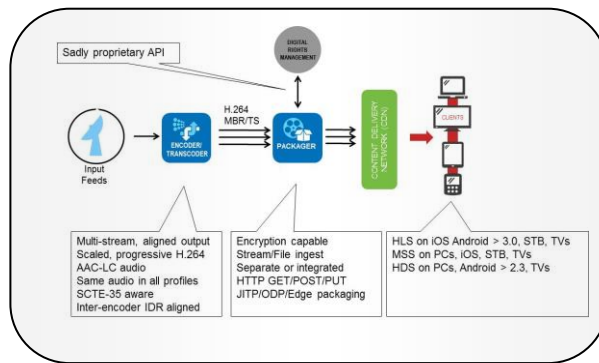 Sadly proprietary API
DIGITAL
RIGHTS
MANAGEMENT
H.264
MBR/TS
Input
Feeds
ENCODER/
TRANSCODER
PACKAGER
CONTENT DELIVERY
NETWORK (CDN)
CLIENTS
Multi-stream, aligned output
Scaled, progressive H.264
AAC-LC audio
Same audio in all profiles
SCTE-35 aware
Inter-encoder IDR aligned
Encryption capable
Stream/File ingest
Separate or integrated
HTTP GET/POST/PUT
JITP/ODP/Edge packaging
HLS on iOS Android > 3.0, STB, TVs
MSS on PCs, iOS, STB, TVs
HDS on PCs, Android > 2.3, TVs